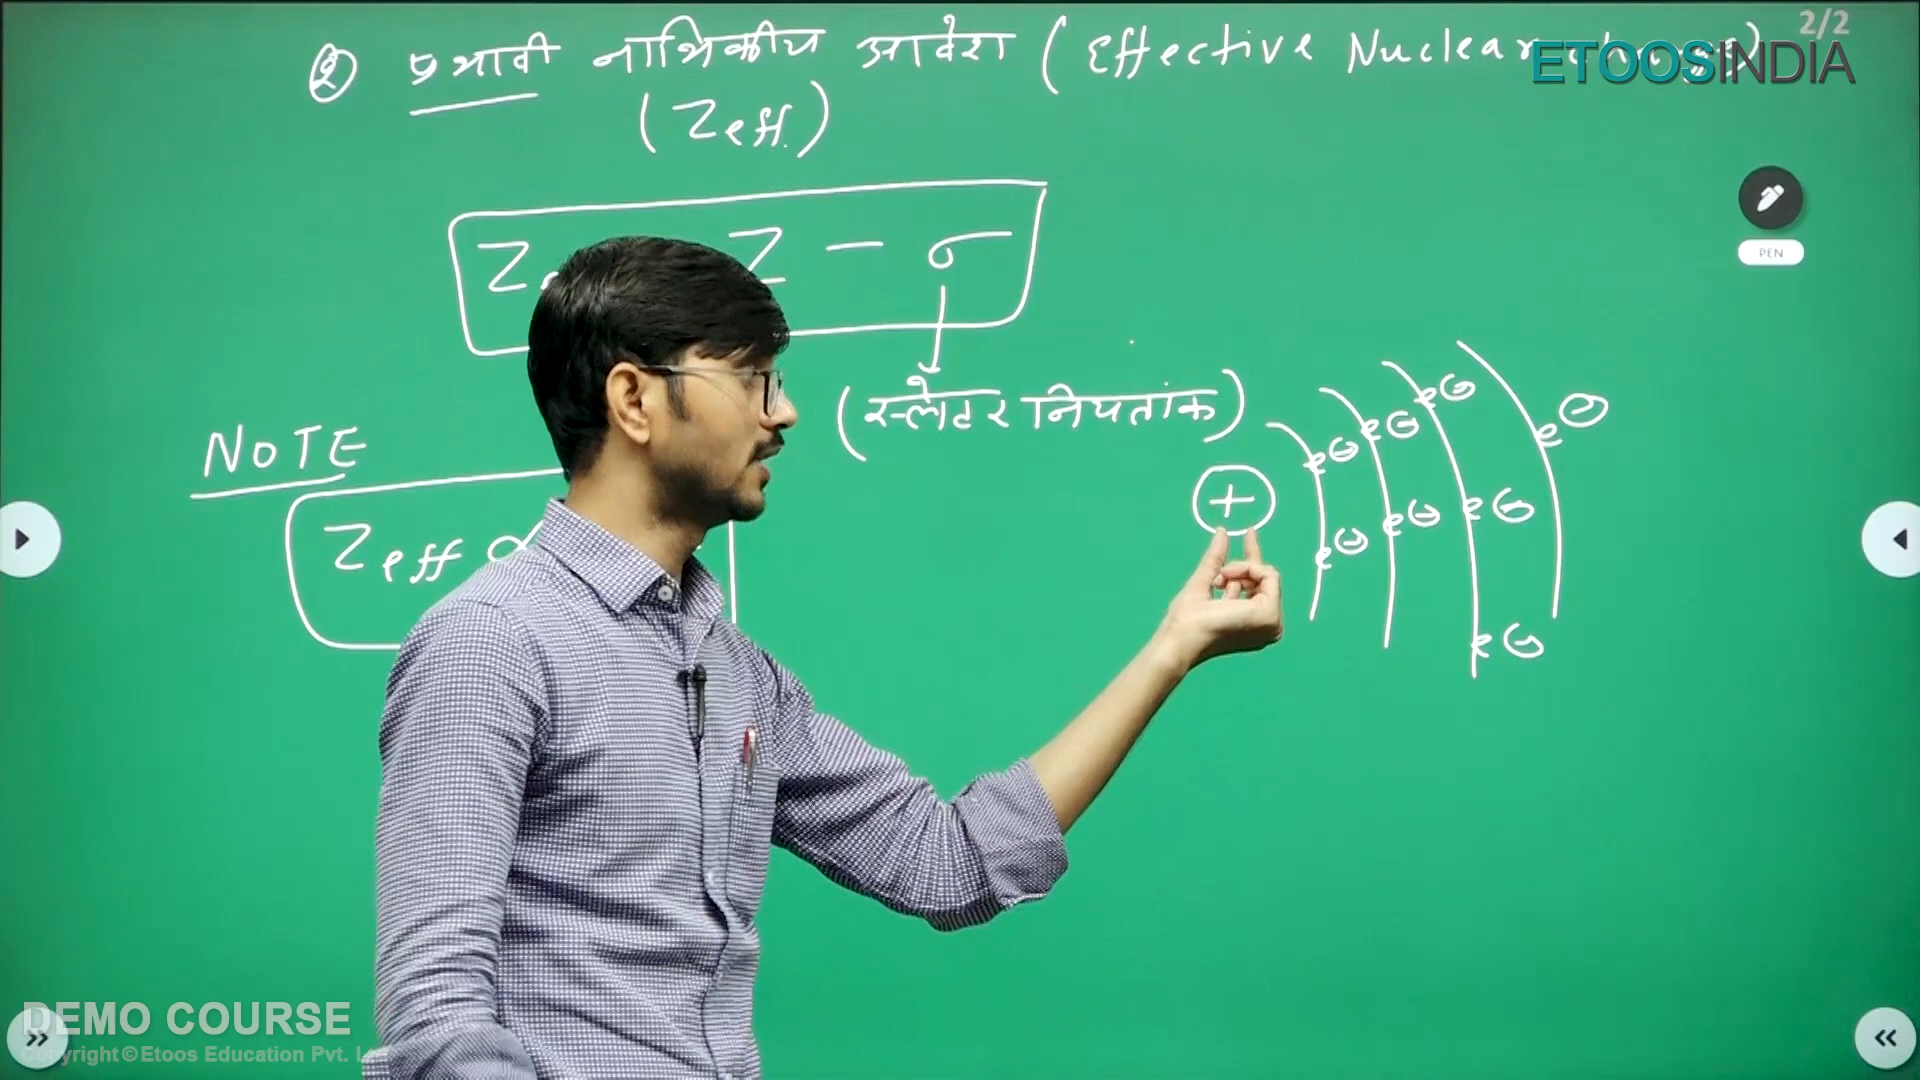 2/2
② प्रभावी नाभिकीय आवेश (Effective Nuclear
ETOOSINDIA
(Zeff.)
PEN
Z - σ
(स्लेटर नियतांक)
NOTE
Zeff ∝
+
e⊖ e⊖ e⊖ e⊖
e⊖ e⊖ e⊖
e⊖
DEMO COURSE
Copyright©Etoos Education Pvt.